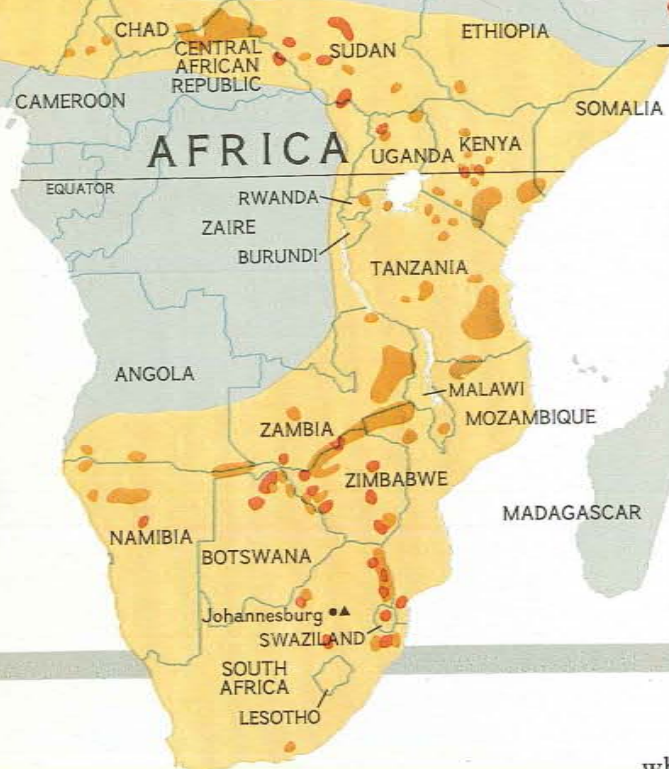 CHAD
CENTRAL
AFRICAN
REPUBLIC
SUDAN
ETHIOPIA
CAMEROON
SOMALIA
AFRICA
UGANDA
KENYA
EQUATOR
RWANDA
ZAIRE
BURUNDI
TANZANIA
ANGOLA
MALAWI
MOZAMBIQUE
ZAMBIA
ZIMBABWE
MADAGASCAR
NAMIBIA
BOTSWANA
Johannesburg
SWAZILAND
SOUTH
AFRICA
LESOTHO